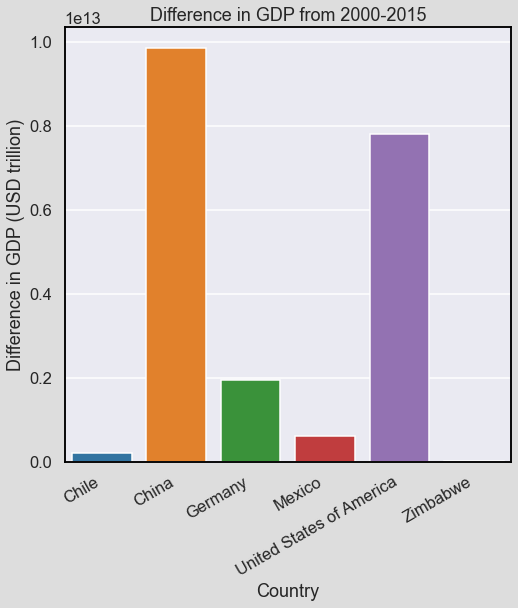 Difference in GDP from 2000-2015
1e13
1.0
0.8
0.6
0.4
0.2
0.0
Difference in GDP (USD trillion)
Chile
China
Germany
Mexico
United States of America
Zimbabwe
Country